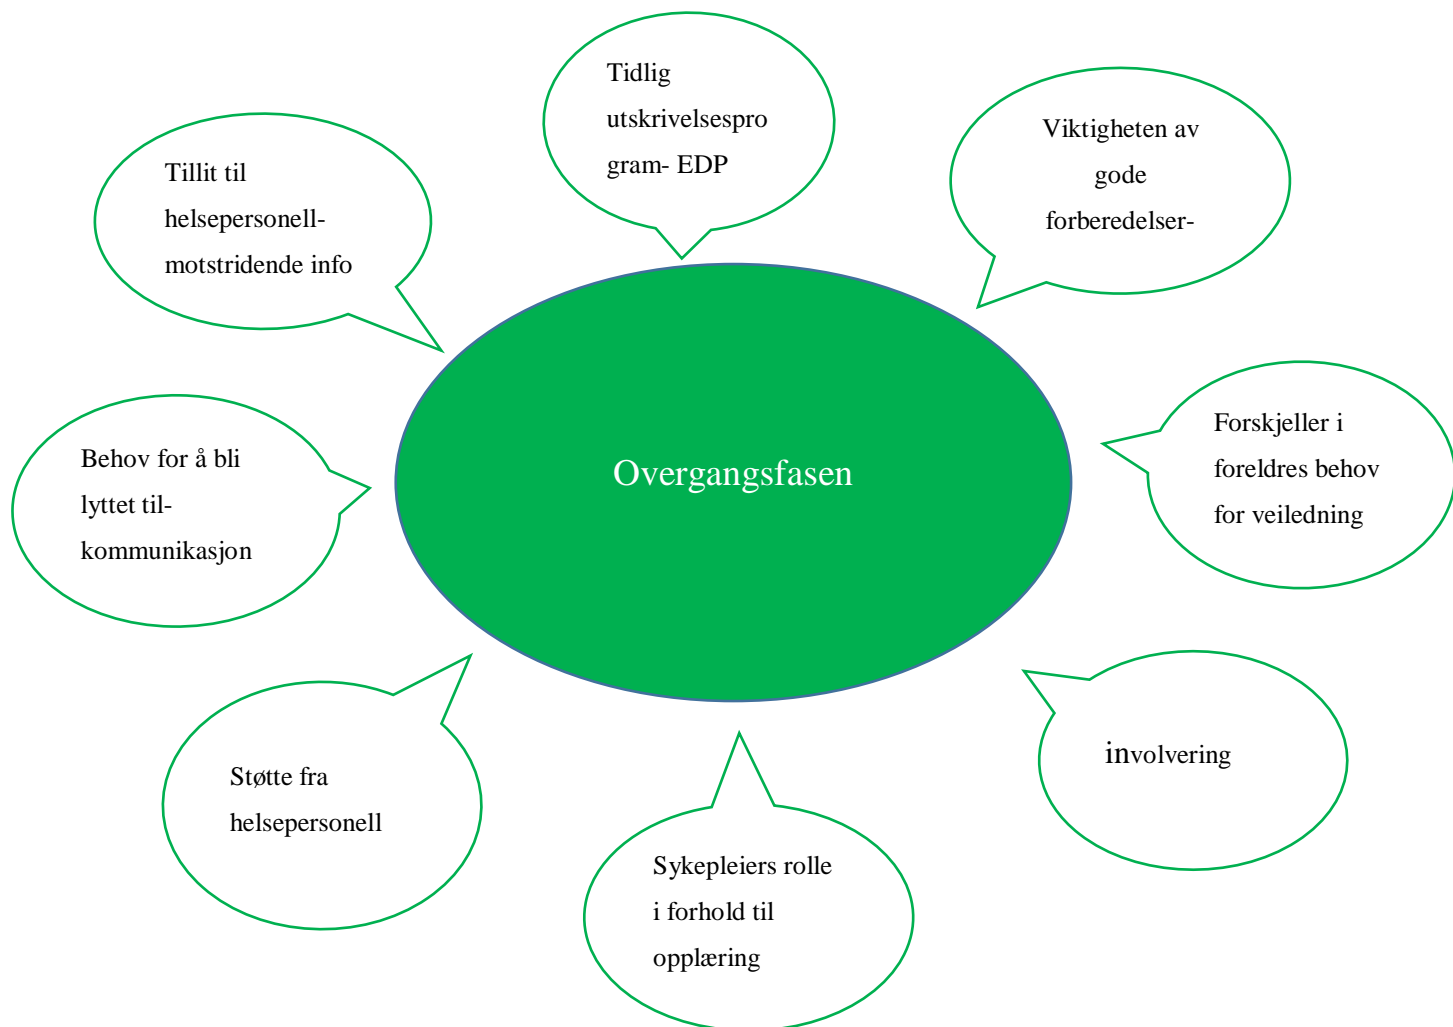 Tidlig
utskrivelsespro
gram- EDP
Viktigheten av
gode
forberedelser-
Tillit til
helsepersonell-
motstridende info
Forskjeller i
foreldres behov
for veiledning
Behov for å bli
lyttet til-
kommunikasjon
Overgangsfasen
involvering
Støtte fra
helsepersonell
Sykepleiers rolle
i forhold til
opplæring